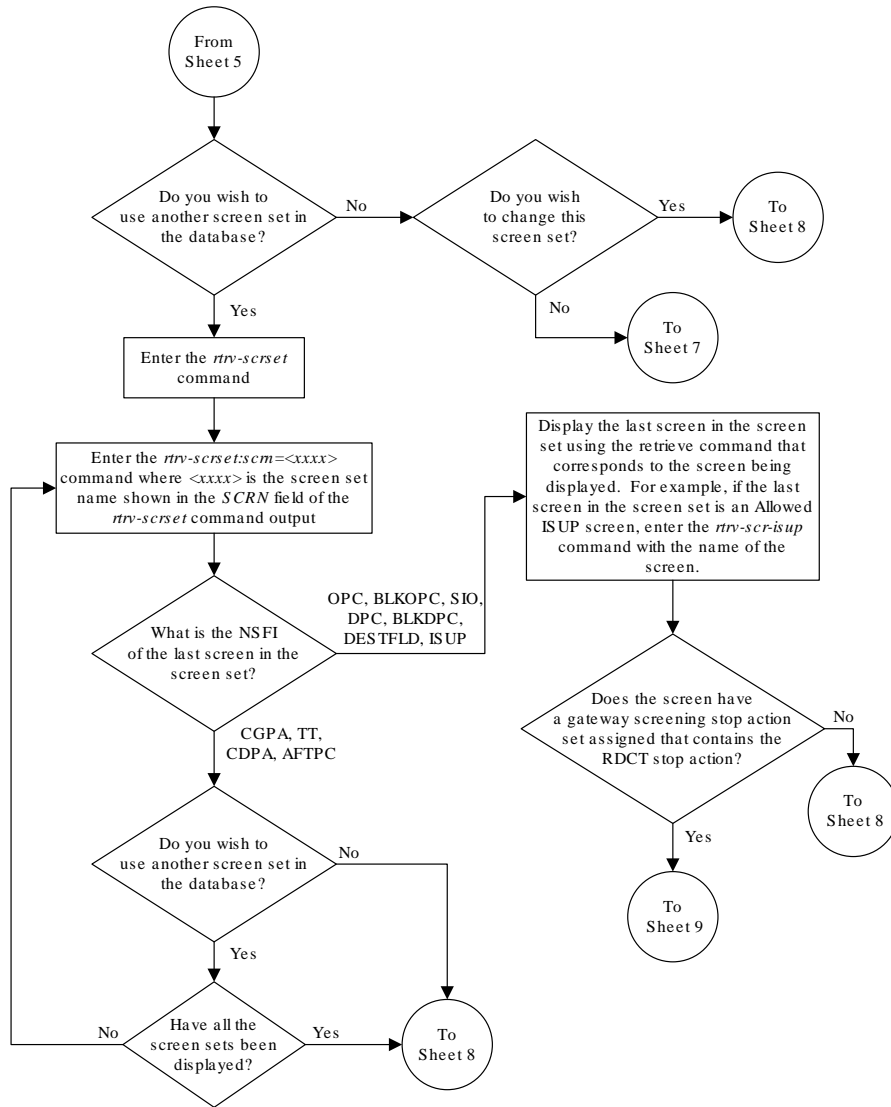 From
Sheet 5
Do you wish to
use another screen set in
the database?
No
Do you wish
to change this
screen set?
Yes
To
Sheet 8
Yes
No
To
Sheet 7
Enter the rtrv-scrset
command
Enter the rtrv-scrset:scrn=<xxxx>
command where <xxxx> is the screen set
name shown in the SCRN field of the
rtrv-scrset command output
Display the last screen in the screen
set using the retrieve command that
corresponds to the screen being
displayed. For example, if the last
screen in the screen set is an Allowed
ISUP screen, enter the rtrv-scr-isup
command with the name of the
screen.
What is the NSFI
of the last screen in the
screen set?
OPC, BLKOPC, SIO,
DPC, BLKDPC,
DESTFLD, ISUP
CGPA, TT,
CDPA, AFTPC
Does the screen have
a gateway screening stop action
set assigned that contains the
RDCT stop action?
No
To
Sheet 8
Yes
To
Sheet 9
Do you wish to
use another screen set in
the database?
No
Yes
Have all the
screen sets been
displayed?
No
Yes
To
Sheet 8